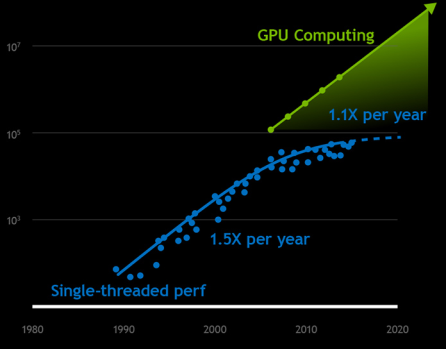 GPU Computing
10⁷
1.1X per year
10⁵
10³
1.5X per year
Single-threaded perf
1980 1990 2000 2010 2020